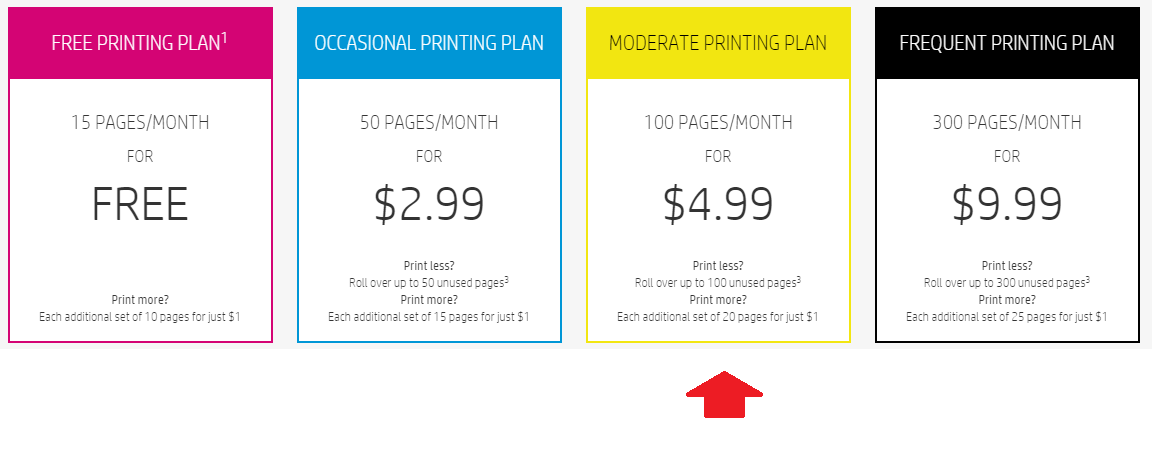 FREE PRINTING PLAN1
15 PAGES/MONTH
FOR
FREE
Print more?
Each additional set of 10 pages for just $1
OCCASIONAL PRINTING PLAN
50 PAGES/MONTH
FOR
$2.99
Print less?
Roll over up to 50 unused pages3
Print more?
Each additional set of 15 pages for just $1
MODERATE PRINTING PLAN
100 PAGES/MONTH
FOR
$4.99
Print less?
Roll over up to 100 unused pages3
Print more?
Each additional set of 20 pages for just $1
FREQUENT PRINTING PLAN
300 PAGES/MONTH
FOR
$9.99
Print less?
Roll over up to 300 unused pages3
Print more?
Each additional set of 25 pages for just $1